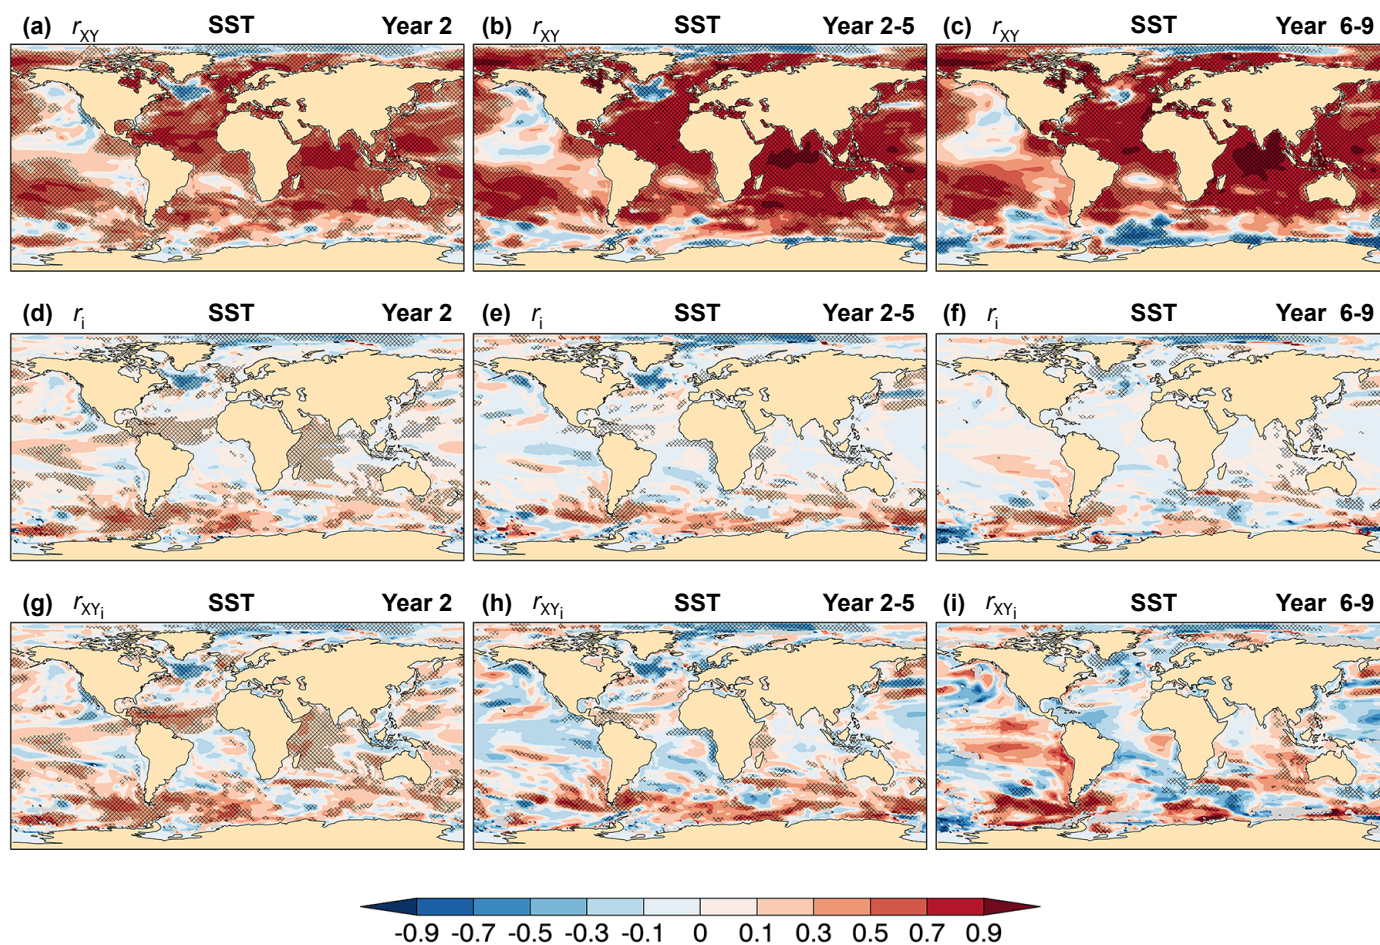 (a) rXY SST Year 2
(b) rXY SST Year 2-5
(c) rXY SST Year 6-9
(d) ri SST Year 2
(e) ri SST Year 2-5
(f) ri SST Year 6-9
(g) rXYi SST Year 2
(h) rXYi SST Year 2-5
(i) rXYi SST Year 6-9
-0.9 -0.7 -0.5 -0.3 -0.1 0 0.1 0.3 0.5 0.7 0.9